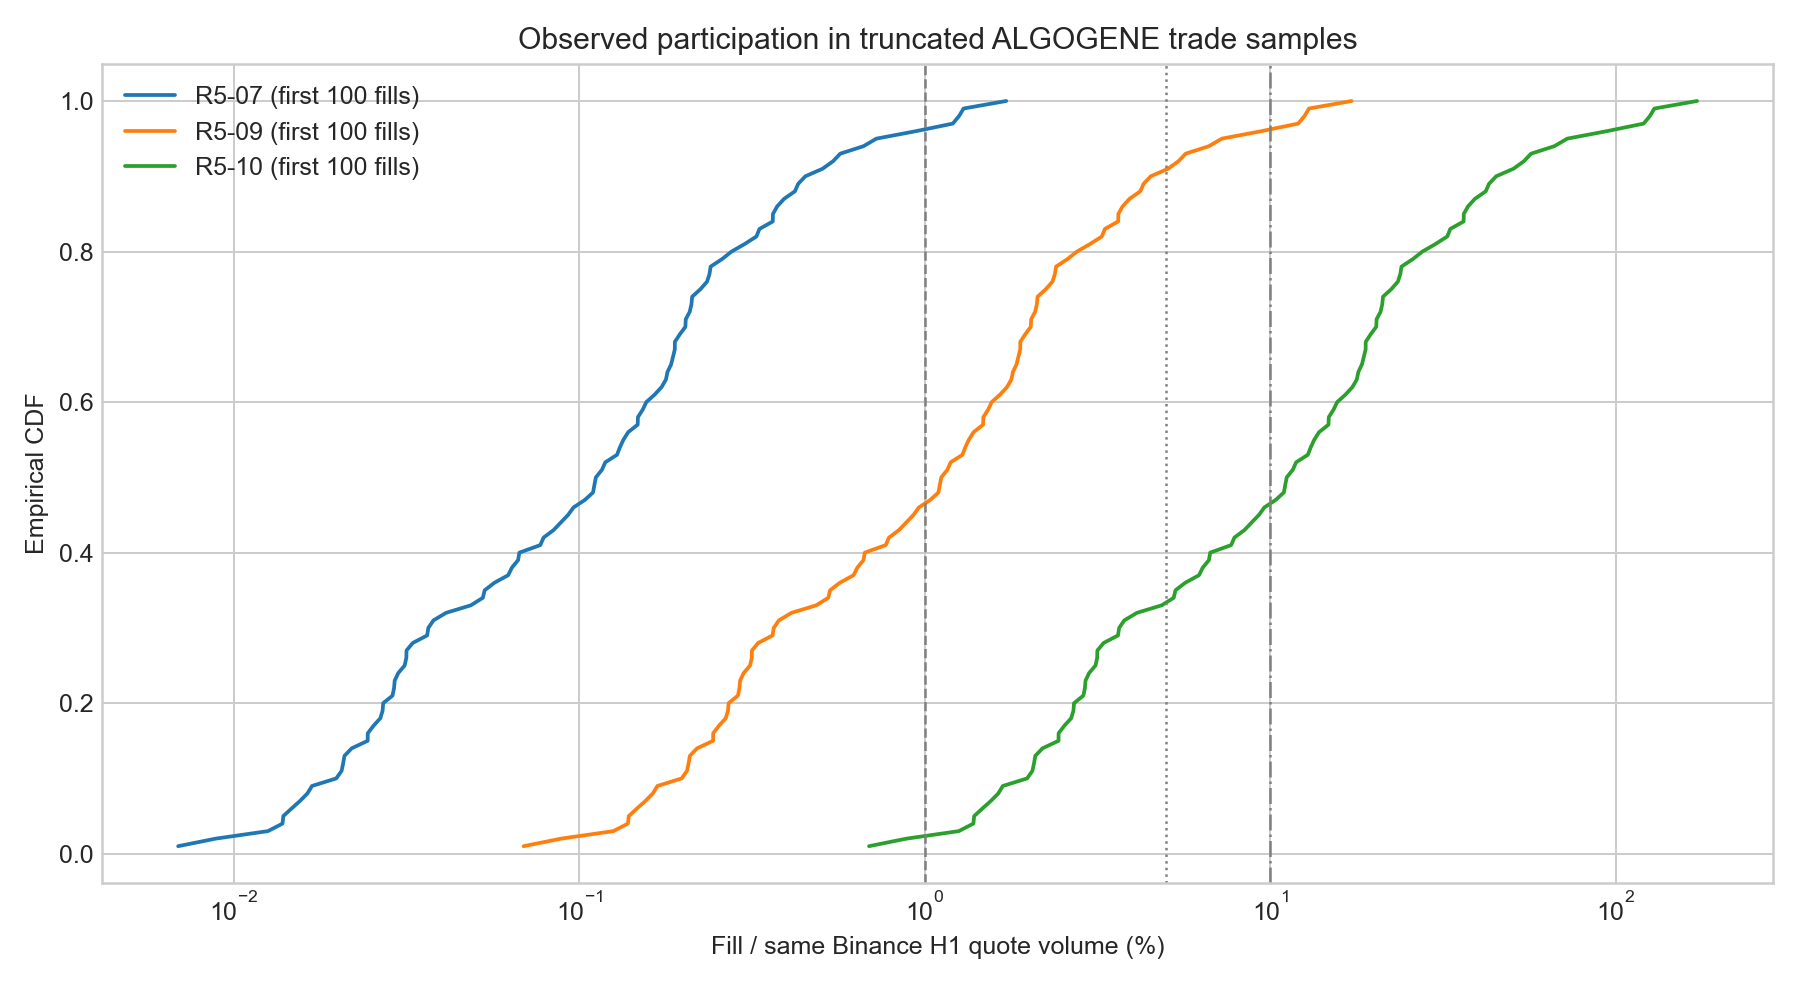 Observed participation in truncated ALGOGENE trade samples
R5-07 (first 100 fills)
R5-09 (first 100 fills)
R5-10 (first 100 fills)
Empirical CDF
1.0
0.8
0.6
0.4
0.2
0.0
10⁻² 10⁻¹ 10⁰ 10¹ 10²
Fill / same Binance H1 quote volume (%)